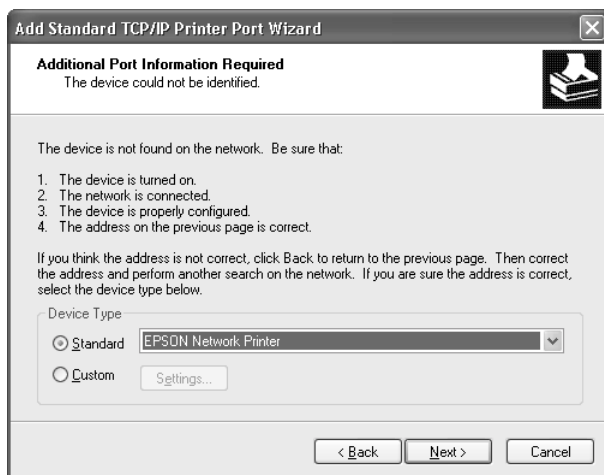 Add Standard TCP/IP Printer Port Wizard
Additional Port Information Required
The device could not be identified.
The device is not found on the network. Be sure that:
1. The device is turned on.
2. The network is connected.
3. The device is properly configured.
4. The address on the previous page is correct.
If you think the address is not correct, click Back to return to the previous page. Then correct
the address and perform another search on the network. If you are sure the address is correct,
select the device type below.
Device Type
Standard EPSON Network Printer
Custom Settings...
< Back Next > Cancel